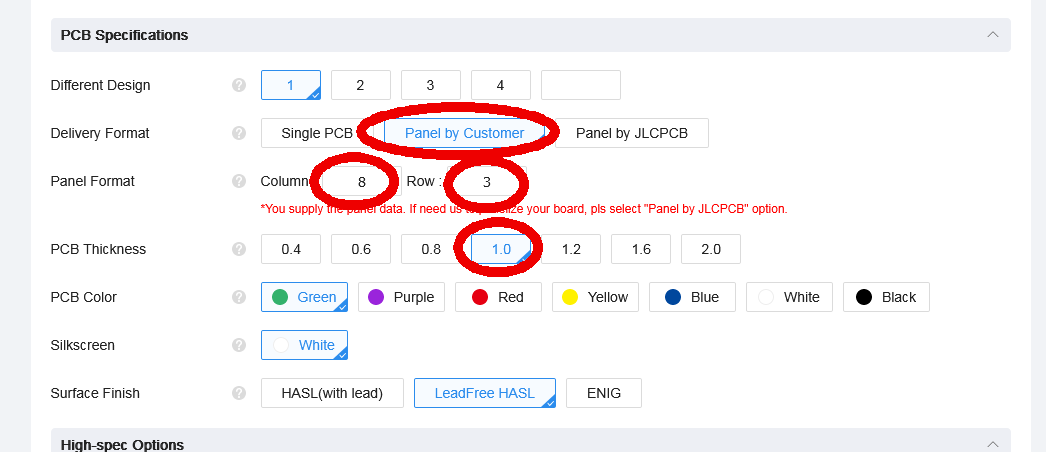 PCB Specifications
Different Design ? 1 2 3 4
Delivery Format ? Single PCB Panel by Customer Panel by JLCPCB
Panel Format ? Column 8 Row : 3
*You supply the panel data. If need us to your board, pls select "Panel by JLCPCB" option.
PCB Thickness ? 0.4 0.6 0.8 1.0 1.2 1.6 2.0
PCB Color ? Green Purple Red Yellow Blue White Black
Silkscreen ? White
Surface Finish ? HASL(with lead) LeadFree HASL ENIG
High-spec Options